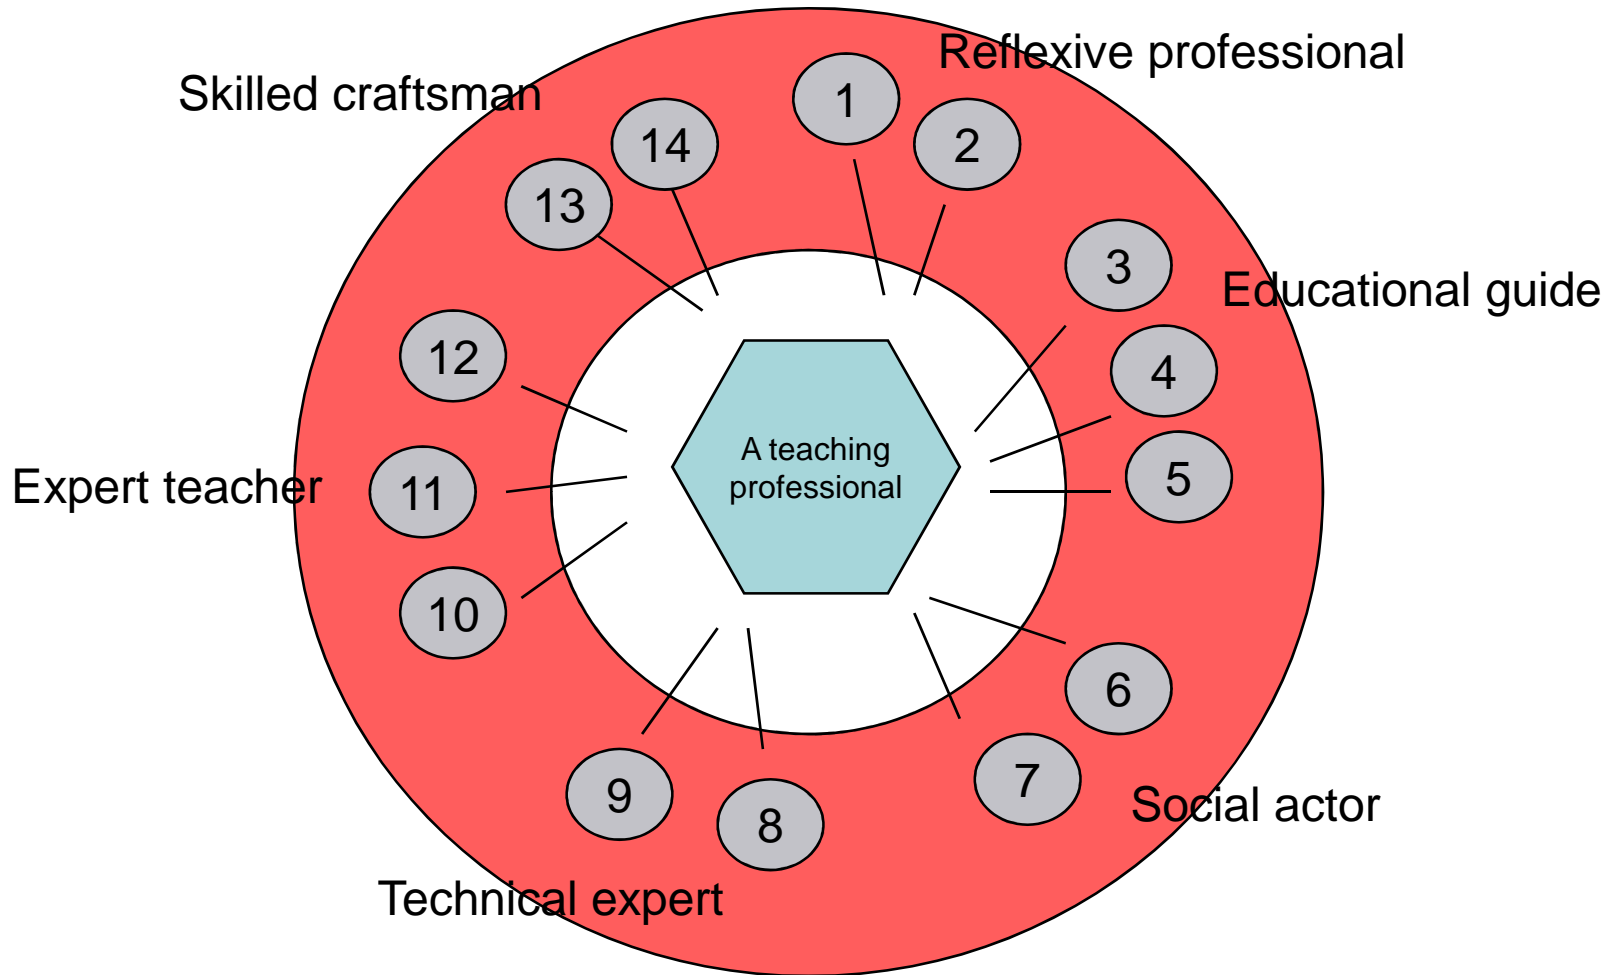 Reflexive professional
Skilled craftsman
1
2
14
13
3
Educational guide
12
4
A teaching
professional
5
Expert teacher
11
10
6
7
9
8
Social actor
Technical expert